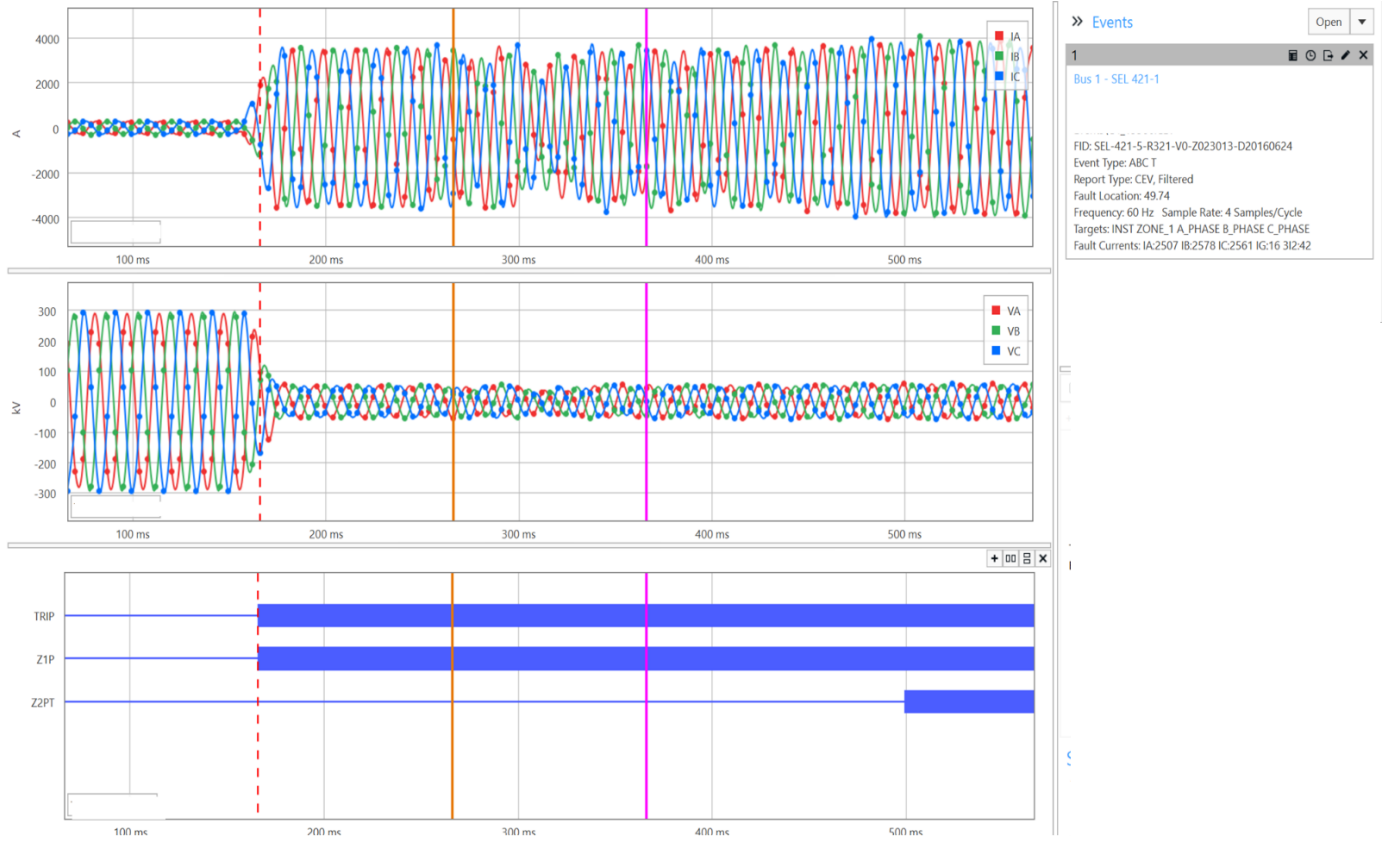 4000
2000
0
-2000
-4000
A
IA
IB
IC
100 ms
200 ms
300 ms
400 ms
500 ms
300
200
100
0
-100
-200
-300
kV
VA
VB
VC
100 ms
200 ms
300 ms
400 ms
500 ms
TRIP
Z1P
Z2PT
100 ms
200 ms
300 ms
400 ms
500 ms
Events
Open
1
Bus 1 - SEL 421-1
FID: SEL-421-5-R321-V0-Z023013-D20160624
Event Type: ABC T
Report Type: CEV, Filtered
Fault Location: 49.74
Frequency: 60 Hz Sample Rate: 4 Samples/Cycle
Targets: INST ZONE_1 A_PHASE B_PHASE C_PHASE
Fault Currents: IA:2507 IB:2578 IC:2561 IG:16 3I2:42